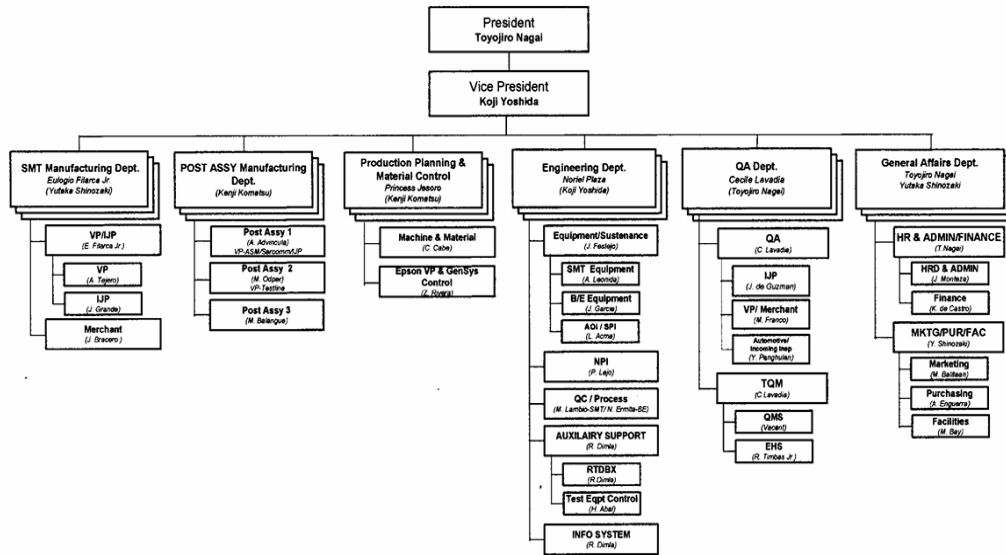 President
Toyojiro Nagai
Vice President
Koji Yoshida
SMT Manufacturing Dept.
Eulogio Filarca Jr.
(Yutaka Shinozaki)
POST ASSY Manufacturing
Dept.
(Kenji Komatsu)
Production Planning &
Material Control
Princess Jesoro
(Kenji Komatsu)
Engineering Dept.
Noriel Plaza
(Koji Yoshida)
QA Dept.
Cecile Lavadia
(Toyojiro Nagai)
General Affairs Dept.
Toyojiro Nagai
Yutaka Shinozaki
VP/IJP
(E. Filarca Jr.)
VP
(A. Tejero)
IJP
(J. Grande)
Merchant
(J. Bracero)
Post Assy 1
(A. Advincula)
VP-ASM/Sercomm/IJP
Post Assy 2
(M. Odper)
VP-Testline
Post Assy 3
(M. Belangue)
Machine & Material
(C. Cabe)
Epson VP & GenSys
Control
(Z. Rivera)
Equipment/Sustenance
(J. Feslejo)
SMT Equipment
(A. Leonida)
B/E Equipment
(J. Garcia)
AOI / SPI
(L. Acma)
NPI
(P. Lajo)
QC / Process
(M. Lambio-SMT/ N. Ermita-BE)
AUXILAIRY SUPPORT
(R. Dimla)
RTDBX
(R.Dimla)
Test Eqpt Control
(H. Abal)
INFO SYSTEM
(R. Dimla)
QA
(C. Lavadia)
IJP
(J. de Guzman)
VP/ Merchant
(M. Franco)
Automotive/
Incoming Insp
(Y. Panghulan)
TQM
(C.Lavadia)
QMS
(Vacant)
EHS
(R. Timbas Jr.)
HR & ADMIN/FINANCE
(T.Nagai)
HRD & ADMIN
(J. Monteza)
Finance
(K. de Castro)
MKTG/PUR/FAC
(Y. Shinozaki)
Marketing
(M. Balitaan)
Purchasing
(A. Enguerra)
Facilities
(M. Bay)